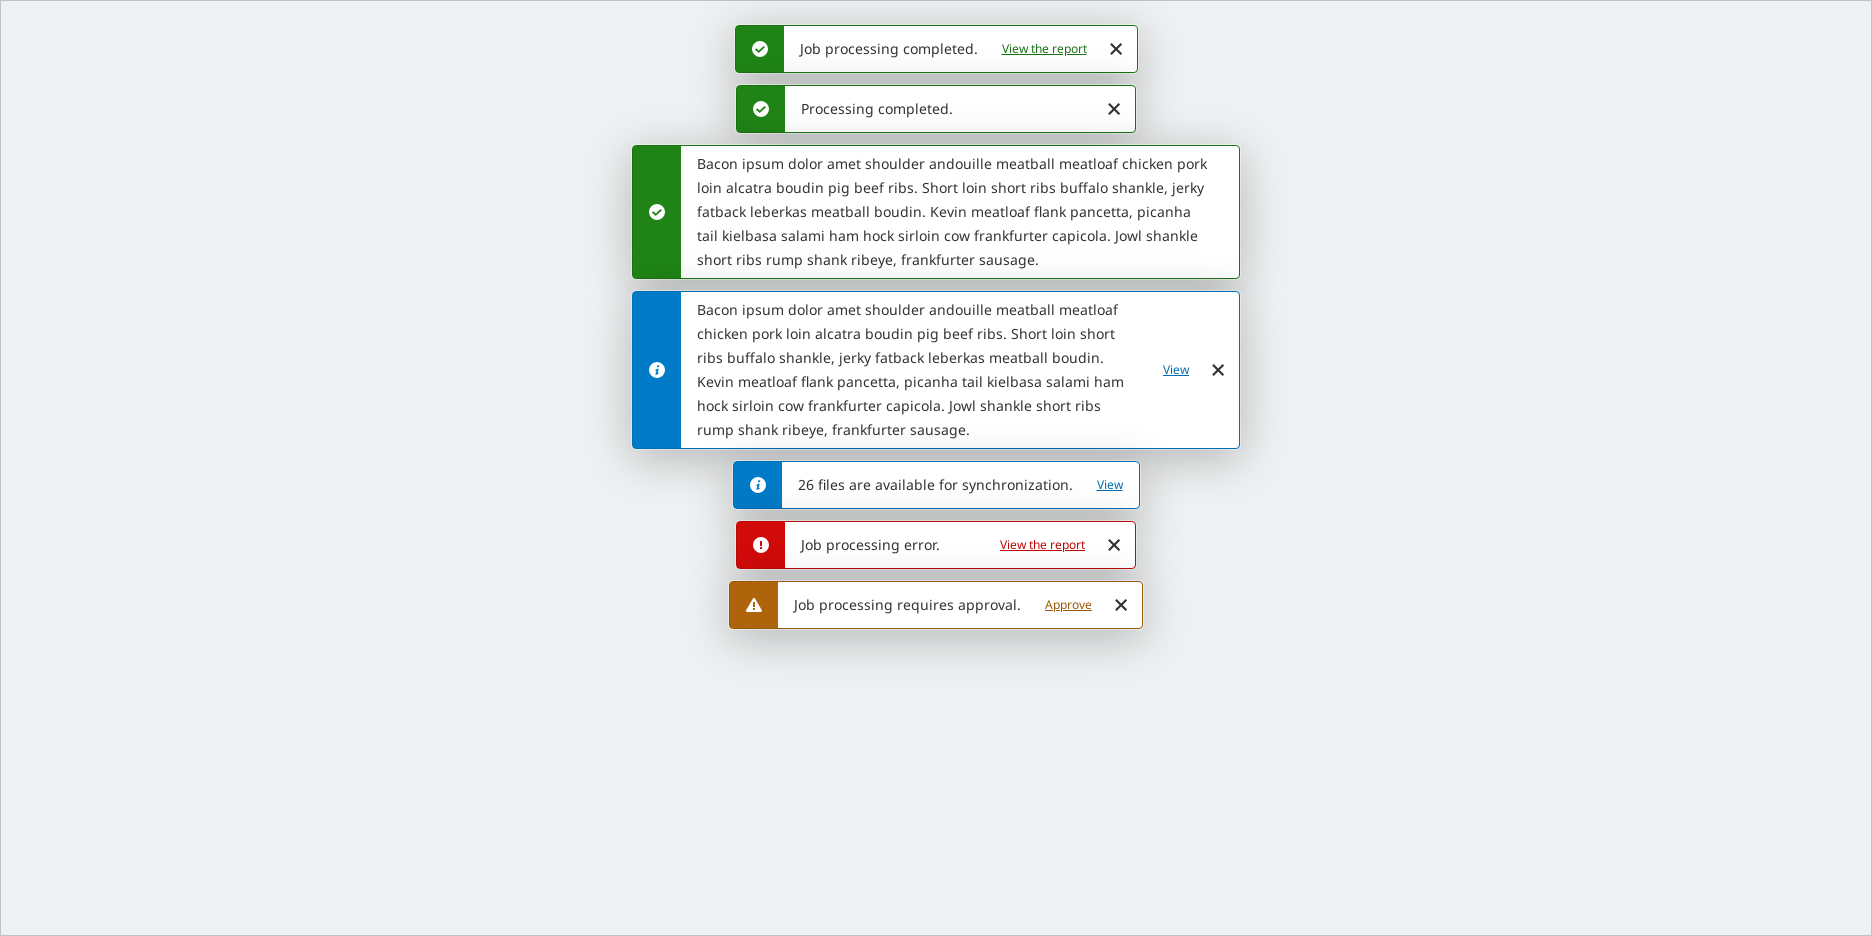 Job processing completed. View the report
Processing completed.
Bacon ipsum dolor amet shoulder andouille meatball meatloaf chicken pork
loin alcatra boudin pig beef ribs. Short loin short ribs buffalo shankle, jerky
fatback leberkas meatball boudin. Kevin meatloaf flank pancetta, picanha
tail kielbasa salami ham hock sirloin cow frankfurter capicola. Jowl shankle
short ribs rump shank ribeye, frankfurter sausage.
Bacon ipsum dolor amet shoulder andouille meatball meatloaf
chicken pork loin alcatra boudin pig beef ribs. Short loin short
ribs buffalo shankle, jerky fatback leberkas meatball boudin.
Kevin meatloaf flank pancetta, picanha tail kielbasa salami ham
hock sirloin cow frankfurter capicola. Jowl shankle short ribs
rump shank ribeye, frankfurter sausage.
View
26 files are available for synchronization. View
Job processing error. View the report
Job processing requires approval. Approve